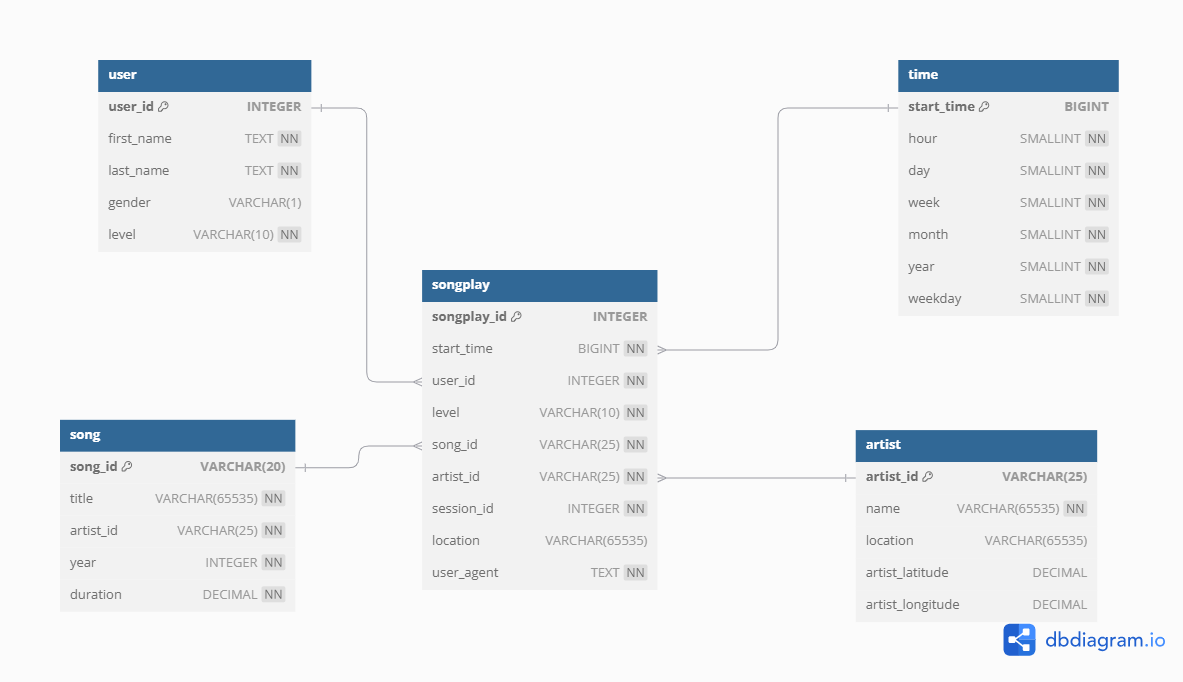 user
user_id INTEGER
first_name TEXT NN
last_name TEXT NN
gender VARCHAR(1)
level VARCHAR(10) NN
time
start_time BIGINT
hour SMALLINT NN
day SMALLINT NN
week SMALLINT NN
month SMALLINT NN
year SMALLINT NN
weekday SMALLINT NN
songplay
songplay_id INTEGER
start_time BIGINT NN
user_id INTEGER NN
level VARCHAR(10) NN
song_id VARCHAR(25) NN
artist_id VARCHAR(25) NN
session_id INTEGER NN
location VARCHAR(65535)
user_agent TEXT NN
song
song_id VARCHAR(20)
title VARCHAR(65535) NN
artist_id VARCHAR(25) NN
year INTEGER NN
duration DECIMAL NN
artist
artist_id VARCHAR(25)
name VARCHAR(65535) NN
location VARCHAR(65535)
artist_latitude DECIMAL
artist_longitude DECIMAL
dbdiagram.io